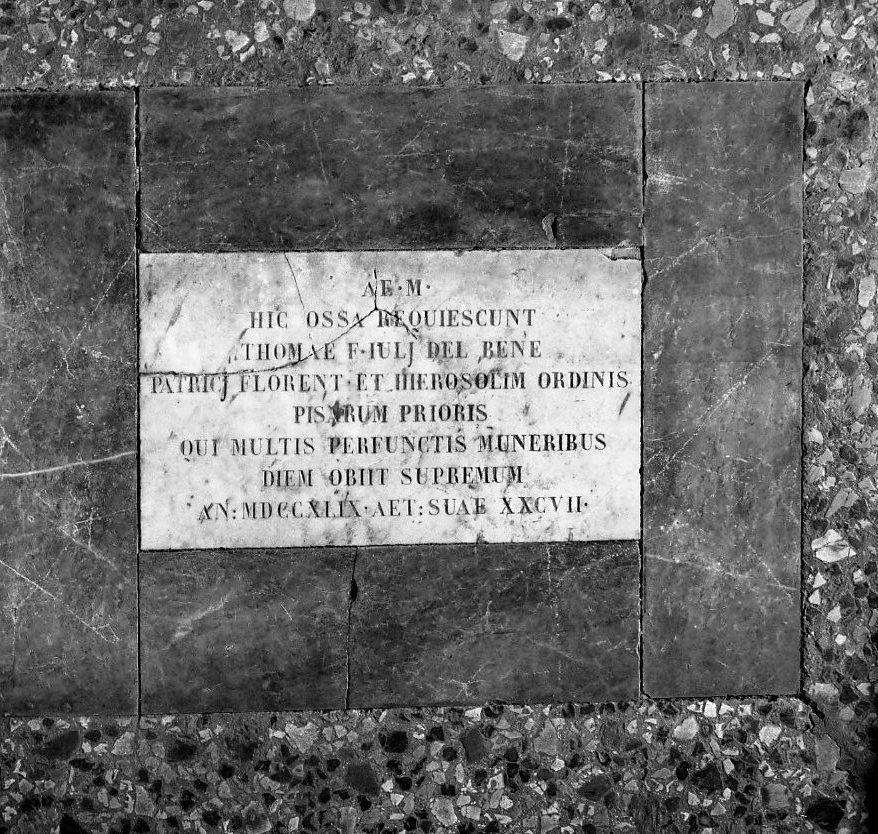 AE·M·
HIC OSSA REQUIESCUNT
THOMAE F·IULJ DEL BENE
PATRICJ FLORENT·ET·HIEROSOLIM ORDINIS
PISARUM PRIORIS
QUI MULTIS PERFUNCTIS MUNERIBUS
DIEM OBIIT SUPREMUM
AN:MDCCXLIX·AET:SUAE XXCVII·